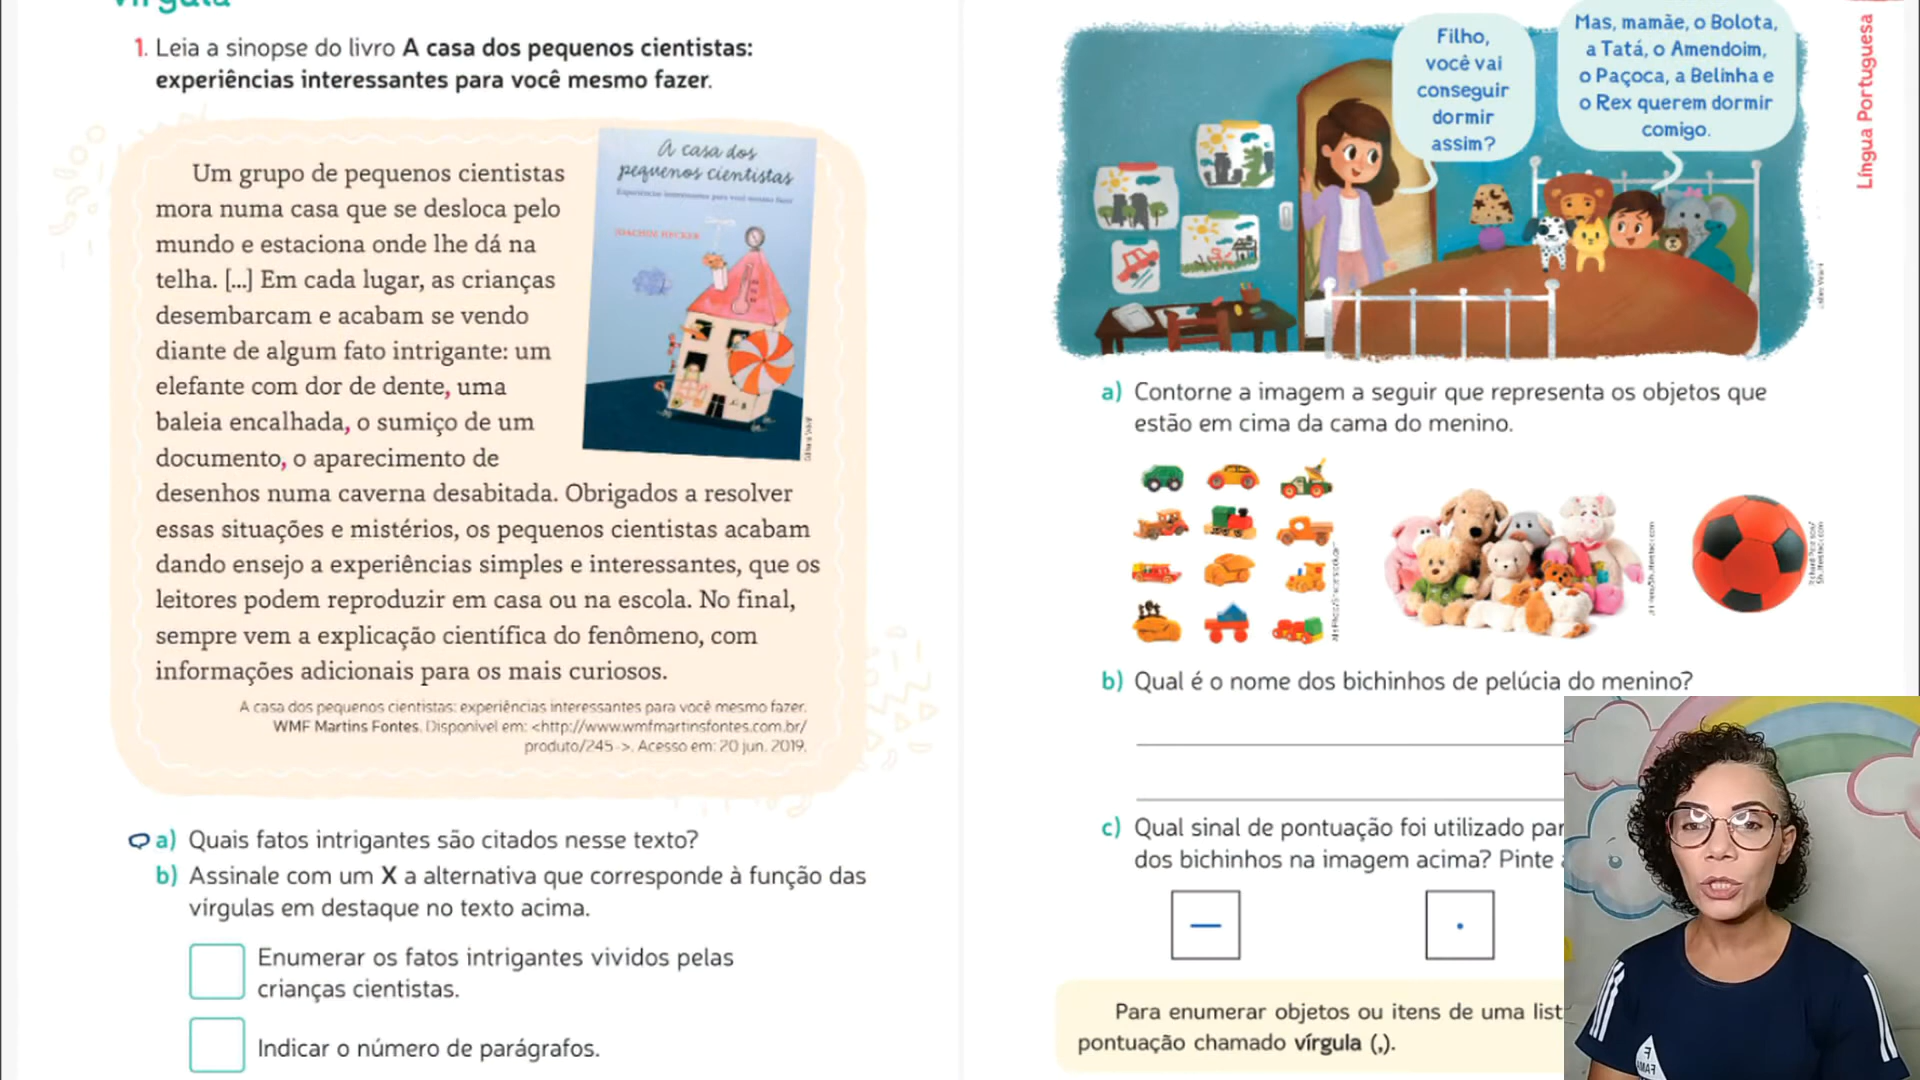 vírgula
1. Leia a sinopse do livro A casa dos pequenos cientistas:
experiências interessantes para você mesmo fazer.
Um grupo de pequenos cientistas
mora numa casa que se desloca pelo
mundo e estaciona onde lhe dá na
telha. [...] Em cada lugar, as crianças
desembarcam e acabam se vendo
diante de algum fato intrigante: um
elefante com dor de dente, uma
baleia encalhada, o sumiço de um
documento, o aparecimento de
desenhos numa caverna desabitada. Obrigados a resolver
essas situações e mistérios, os pequenos cientistas acabam
dando ensejo a experiências simples e interessantes, que os
leitores podem reproduzir em casa ou na escola. No final,
sempre vem a explicação científica do fenômeno, com
informações adicionais para os mais curiosos.
A casa dos
pequenos cientistas
Experiências interessantes para você mesmo fazer
JOACHIM HECKER
A casa dos pequenos cientistas: experiências interessantes para você mesmo fazer.
WMF Martins Fontes. Disponível em: <http://www.wmfmartinsfontes.com.br/
produto/245->. Acesso em: 20 jun. 2019.
a) Quais fatos intrigantes são citados nesse texto?
b) Assinale com um X a alternativa que corresponde à função das
vírgulas em destaque no texto acima.
Enumerar os fatos intrigantes vividos pelas
crianças cientistas.
Indicar o número de parágrafos.
Filho,
você vai
conseguir
dormir
assim?
Mas, mamãe, o Bolota,
a Tatá, o Amendoim,
o Paçoca, a Belinha e
o Rex querem dormir
comigo.
Língua Portuguesa
a) Contorne a imagem a seguir que representa os objetos que
estão em cima da cama do menino.
b) Qual é o nome dos bichinhos de pelúcia do menino?
c) Qual sinal de pontuação foi utilizado par
dos bichinhos na imagem acima? Pinte
Para enumerar objetos ou itens de uma list
pontuação chamado vírgula (,).